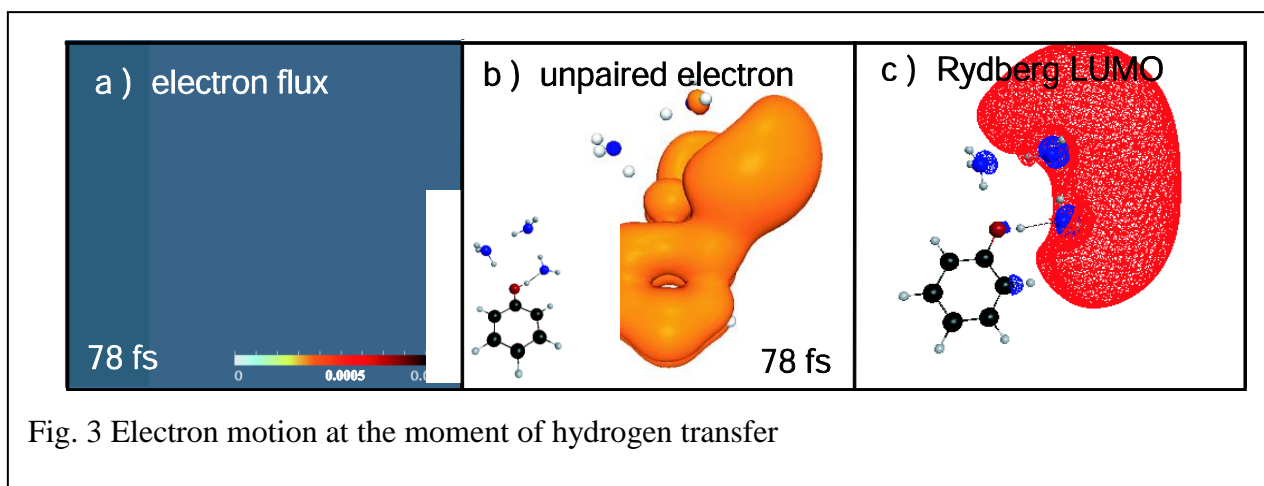 a ) electron flux
b ) unpaired electron
c ) Rydberg LUMO
78 fs
0
0.0005
78 fs
Fig. 3 Electron motion at the moment of hydrogen transfer